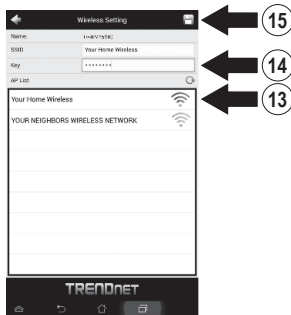 Wireless Setting
15
Name:
SSID Your Home Wireless
Key ········
14
AP List
Your Home Wireless
13
YOUR NEIGHBORS WIRELESS NETWORK
TRENDNET